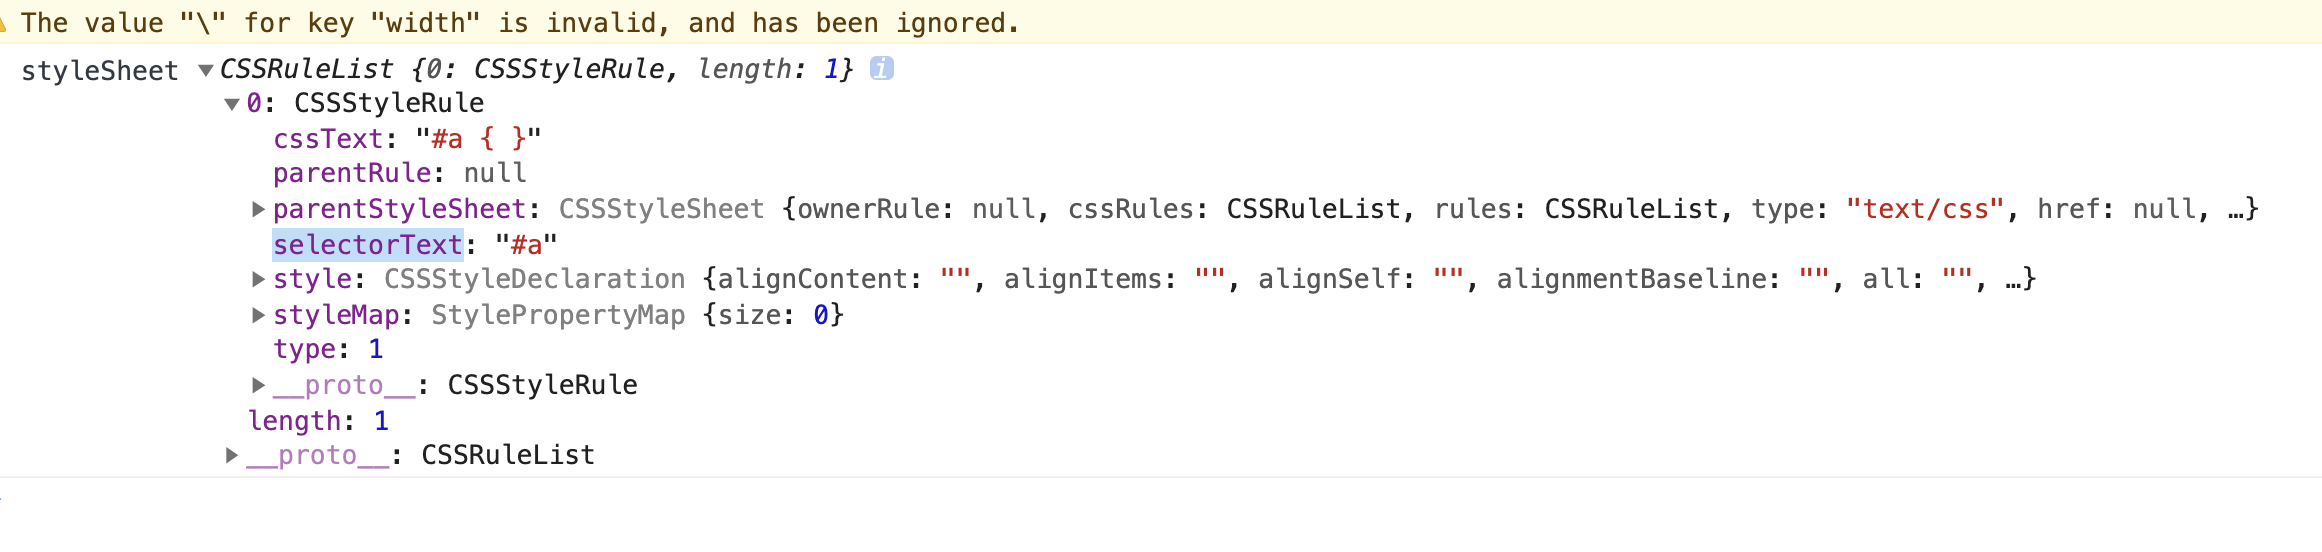 The value "\" for key "width" is invalid, and has been ignored.
styleSheet ▼CSSRuleList {0: CSSStyleRule, length: 1} i
▼0: CSSStyleRule
cssText: "#a { }"
parentRule: null
▶parentStyleSheet: CSSStyleSheet {ownerRule: null, cssRules: CSSRuleList, rules: CSSRuleList, type: "text/css", href: null, …}
selectorText: "#a"
▶style: CSSStyleDeclaration {alignContent: "", alignItems: "", alignSelf: "", alignmentBaseline: "", all: "", …}
▶styleMap: StylePropertyMap {size: 0}
type: 1
▶__proto__: CSSStyleRule
length: 1
▶__proto__: CSSRuleList